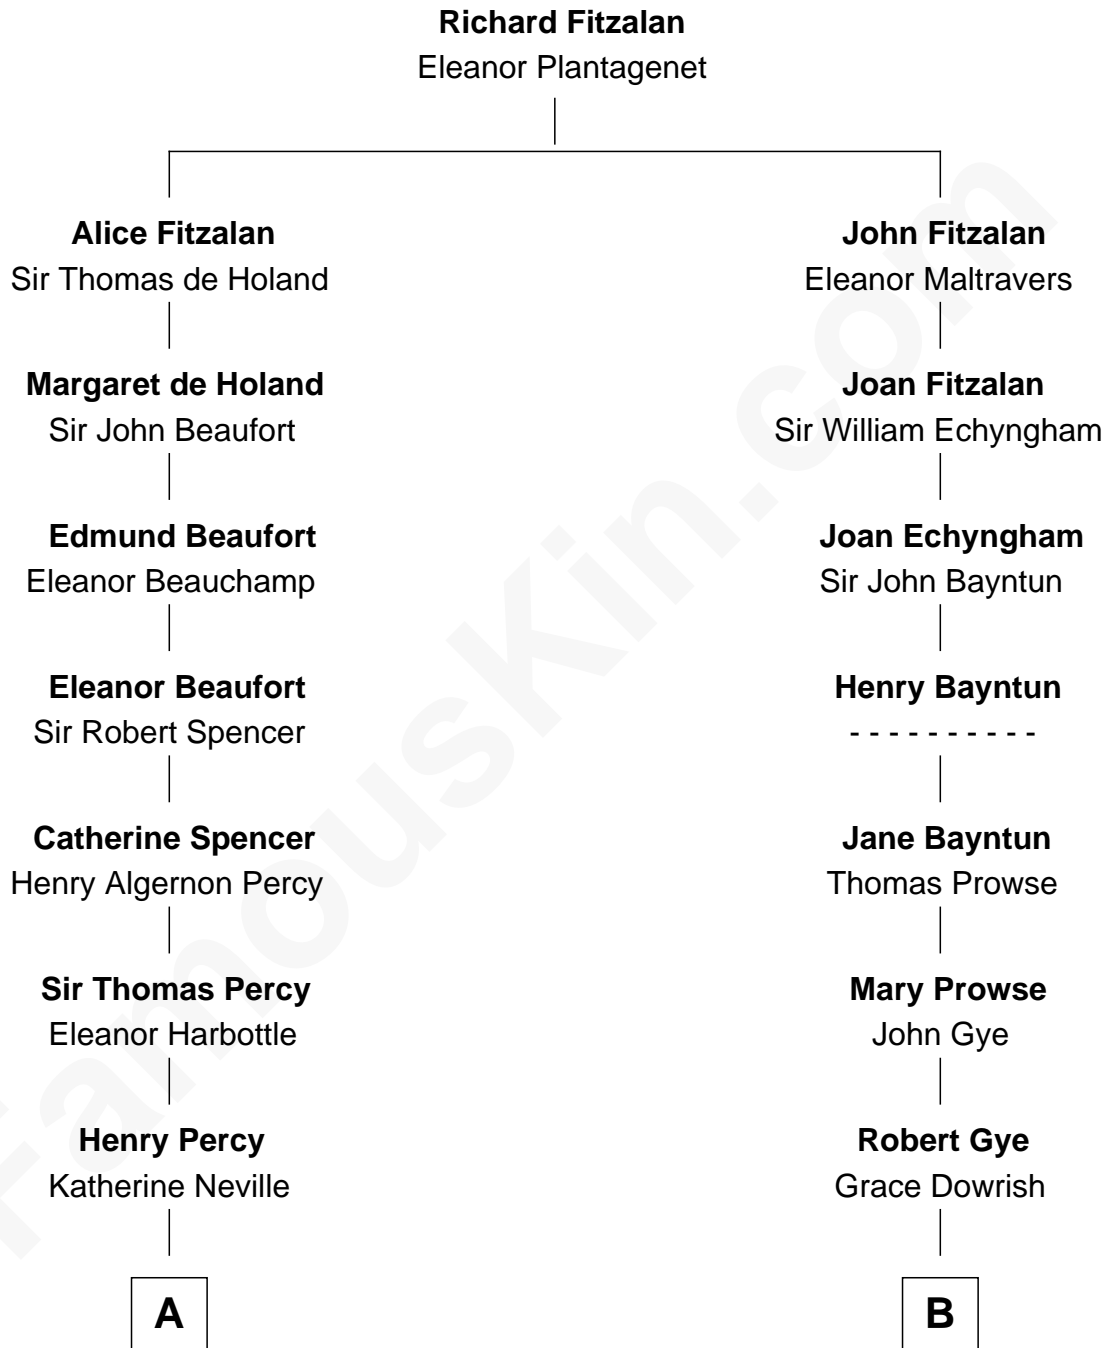 Richard Fitzalan
Eleanor Plantagenet
Alice Fitzalan
Sir Thomas de Holand
John Fitzalan
Eleanor Maltravers
Margaret de Holand
Sir John Beaufort
Joan Fitzalan
Sir William Echyngham
Edmund Beaufort
Eleanor Beauchamp
Joan Echyngham
Sir John Bayntun
Eleanor Beaufort
Sir Robert Spencer
Henry Bayntun
- - - - - - - - - -
Catherine Spencer
Henry Algernon Percy
Jane Bayntun
Thomas Prowse
Sir Thomas Percy
Eleanor Harbottle
Mary Prowse
John Gye
Henry Percy
Katherine Neville
Robert Gye
Grace Dowrish
A
B
FamousKin.com